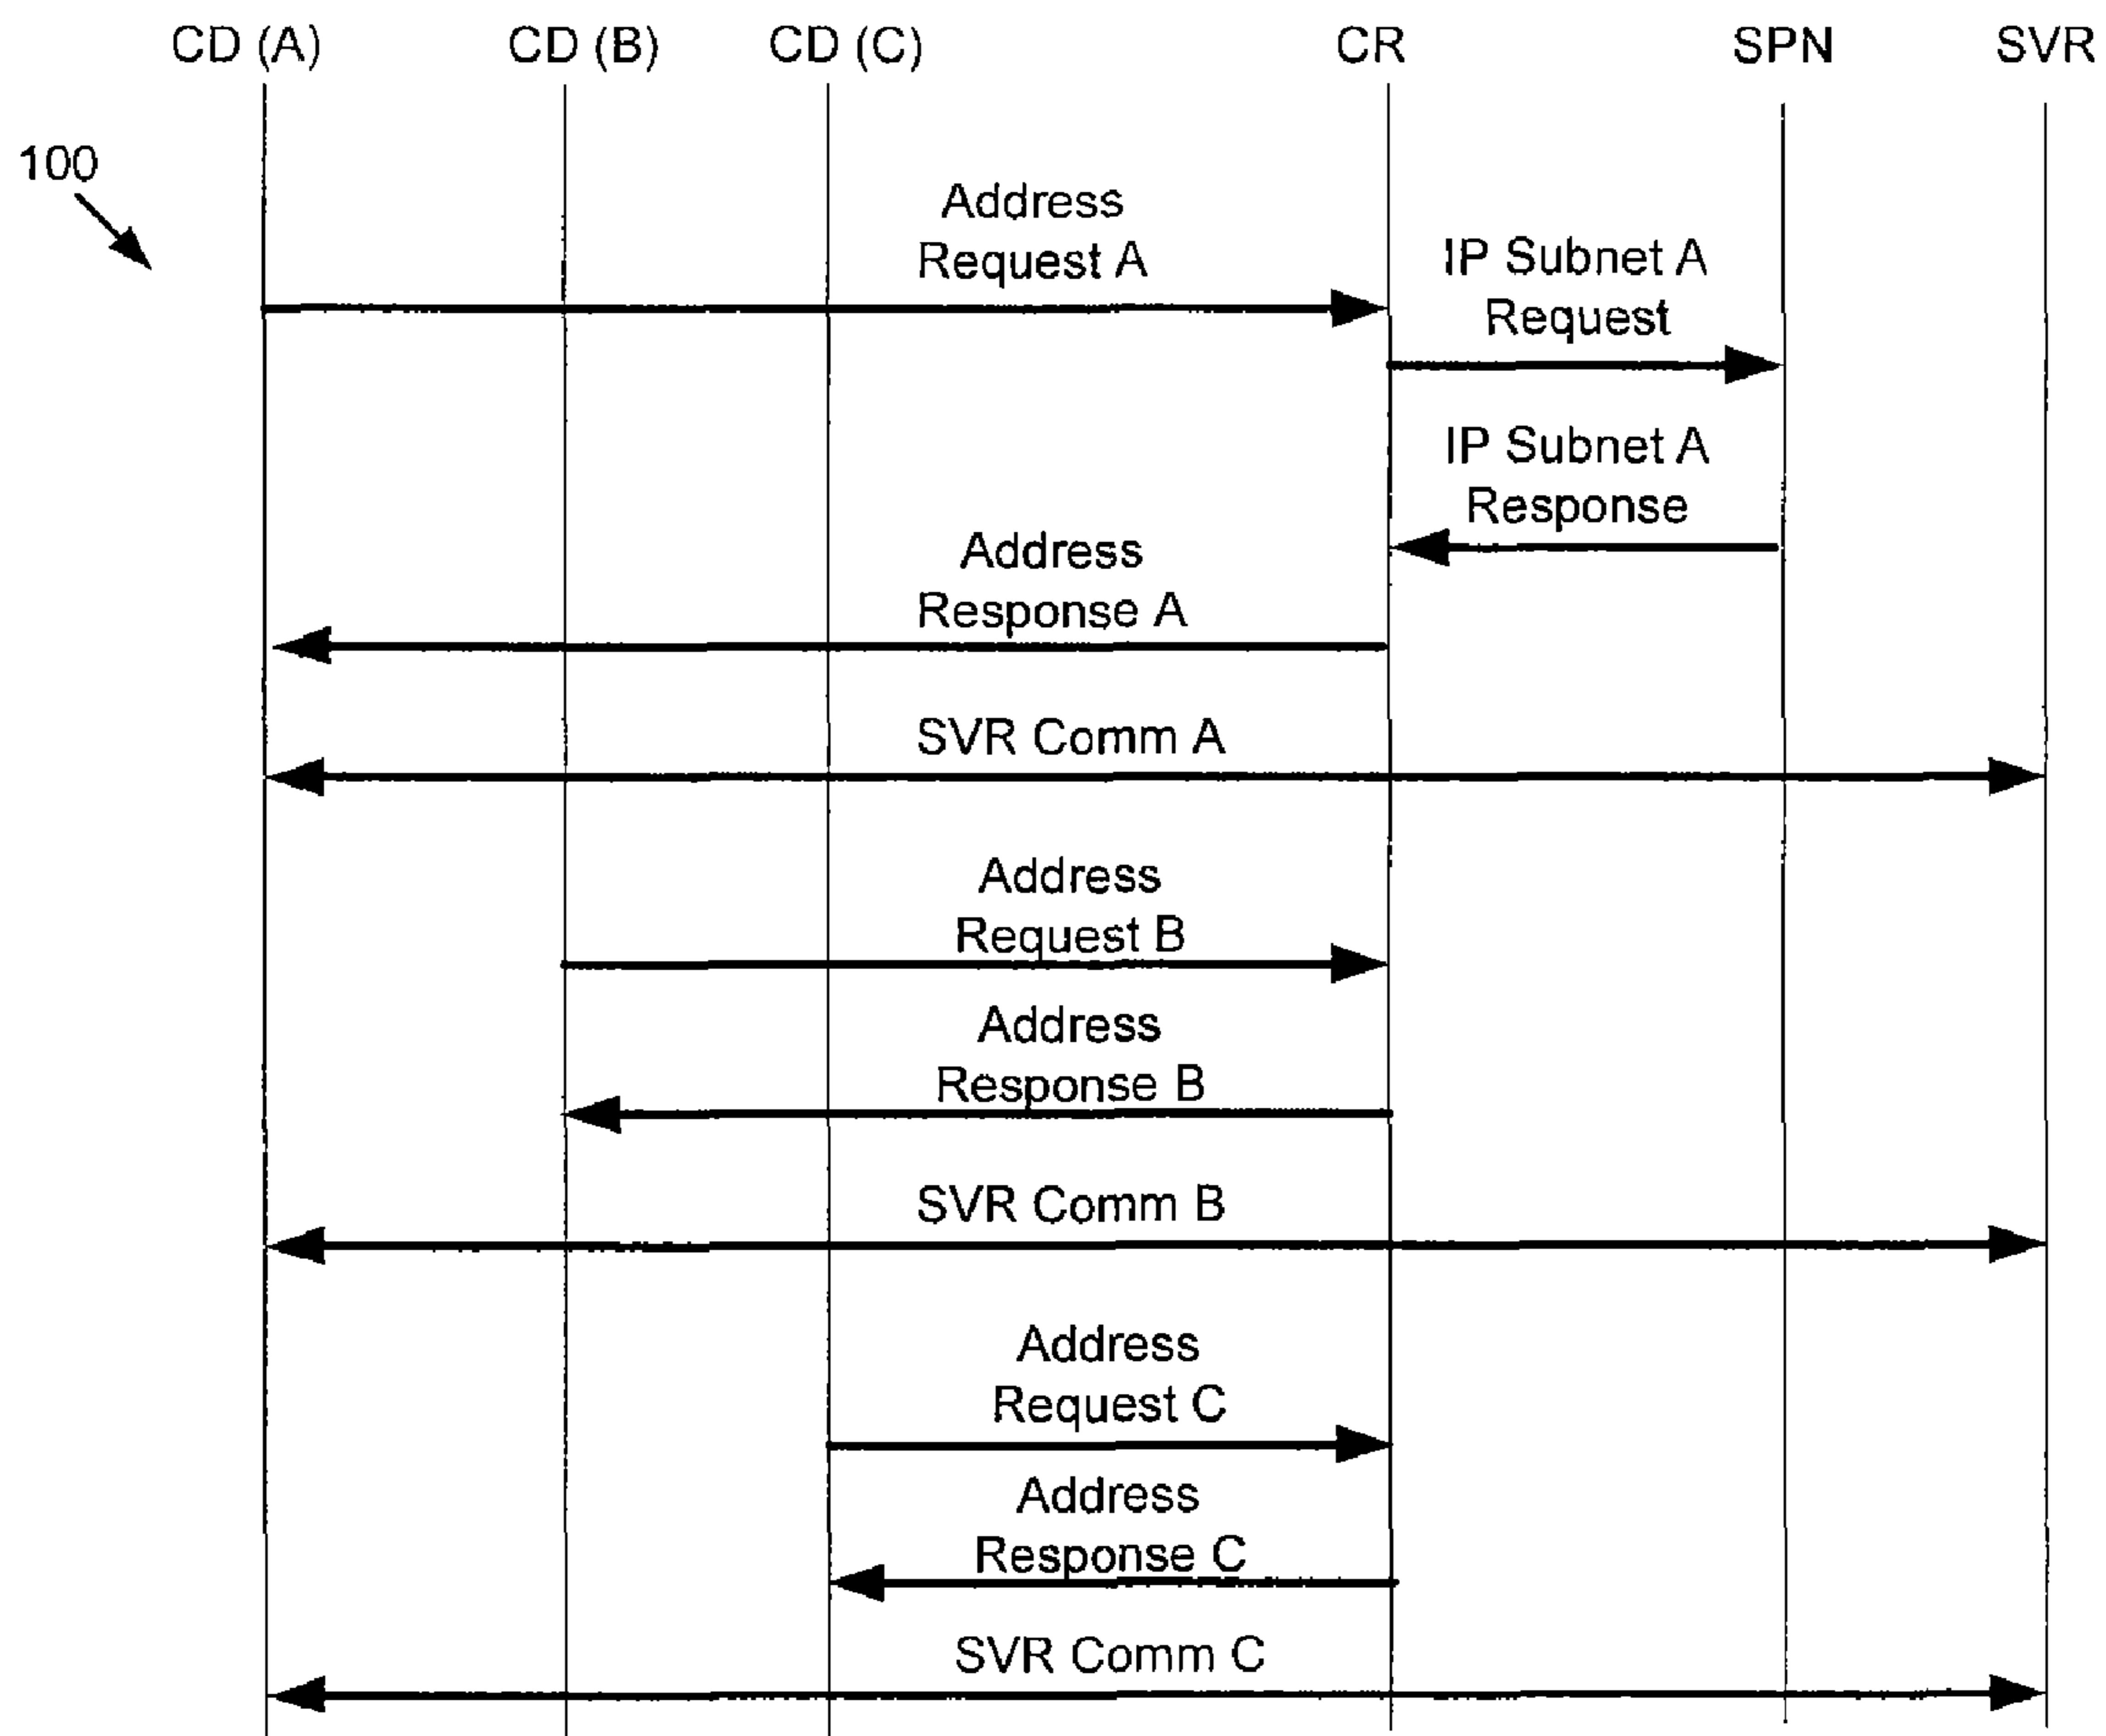 CD (A)
CD (B)
CD (C)
CR
SPN
SVR
100
Address
Request A
IP Subnet A
Request
IP Subnet A
Response
Address
Response A
SVR Comm A
Address
Request B
Address
Response B
SVR Comm B
Address
Request C
Address
Response C
SVR Comm C